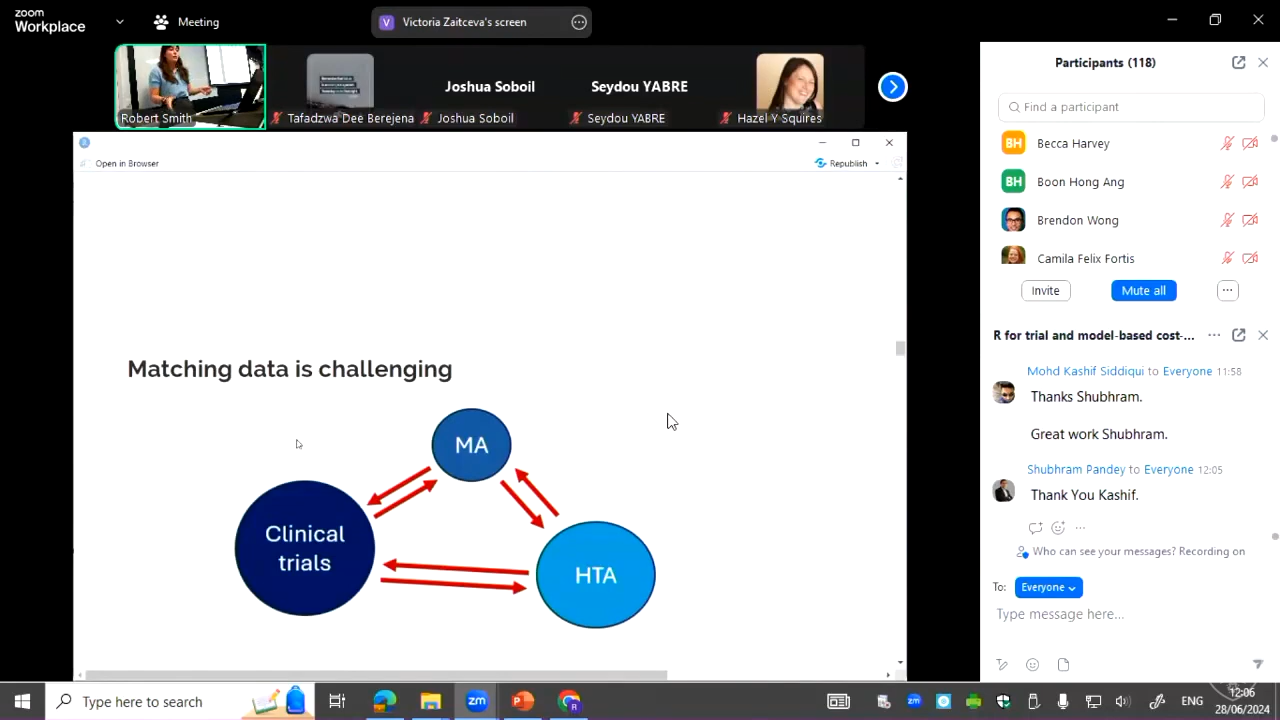 zoom
Workplace
Meeting
V
Victoria Zaitceva's screen
Robert Smith
Tafadzwa Dee Berejena
Joshua Soboil
Joshua Soboil
Seydou YABRE
Seydou YABRE
Hazel Y Squires
Open in Browser
Republish
Matching data is challenging
MA
Clinical
trials
HTA
Participants (118)
Find a participant
BH
Becca Harvey
BH
Boon Hong Ang
Brendon Wong
Camila Felix Fortis
Invite
Mute all
R for trial and model-based cost-...
Mohd Kashif Siddiqui to Everyone 11:58
Thanks Shubhram.
Great work Shubhram.
Shubhram Pandey to Everyone 12:05
Thank You Kashif.
Who can see your messages? Recording on
To: Everyone
Type message here...
Type here to search
zm
zm
ENG
12:06
28/06/2024